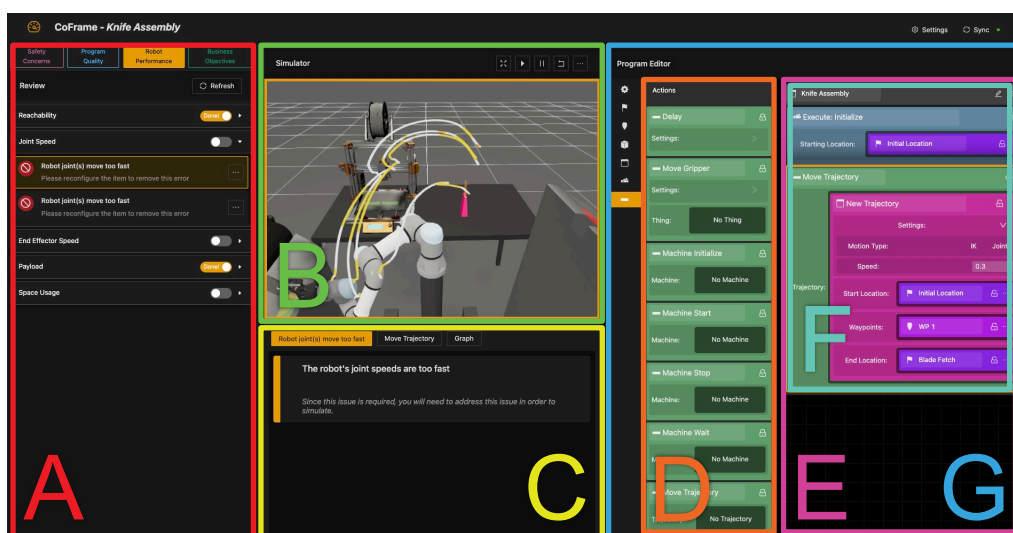 CoFrame - Knife Assembly
Settings
Sync
Safety Concerns
Program Quality
Robot Performance
Business Objectives
Review
Refresh
Reachability
Done!
Joint Speed
Robot joint(s) move too fast
Please reconfigure the item to remove this error
Robot joint(s) move too fast
Please reconfigure the item to remove this error
End Effector Speed
Payload
Done!
Space Usage
A
Simulator
B
Robot joint(s) move too fast
Move Trajectory
Graph
The robot's joint speeds are too fast
Since this issue is required, you will need to address this issue in order to
simulate.
C
Program Editor
Actions
Delay
Settings:
Move Gripper
Settings:
Thing:
No Thing
Machine Initialize
Machine:
No Machine
Machine Start
Machine:
No Machine
Machine Stop
Machine:
No Machine
Machine Wait
No Machine
Move Trajectory
No Trajectory
D
Knife Assembly
Execute: Initialize
Starting Location:
Initial Location
Move Trajectory
New Trajectory
Settings:
Motion Type:
IK
Joint
Speed:
0.3
Trajectory:
Start Location:
Initial Location
Waypoints:
WP 1
End Location:
Blade Fetch
F
E
G